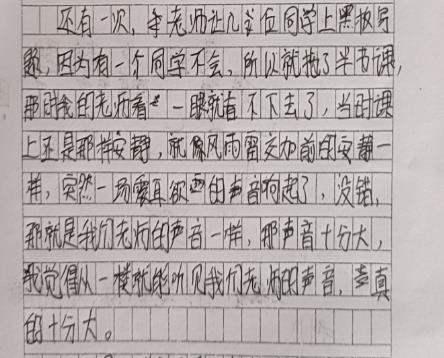 还有一次，年老师让几位同学上黑板写
题，因为有一个同学不会，所以就拖了半节课，
那时我的老师看一眼就看不下去了，当时课
上还是那样安静，就像风雨雷交加前的安静一
样，突然一场震耳欲的声音响起了，没错，
那就是我们老师的声音一样，那声音十分大，
我觉得从一楼就能听见我们老师的声音，真
的十分大。